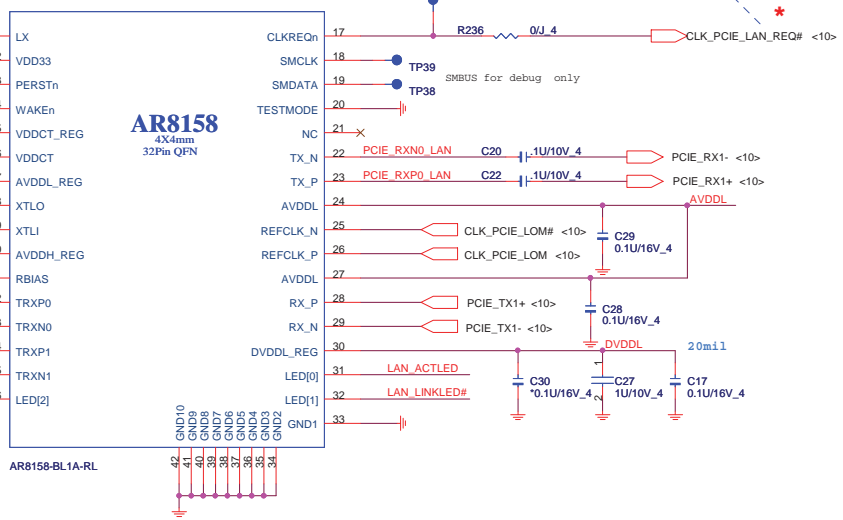 LX
VDD33
PERSTn
WAKEn
VDDCT_REG
VDDCT
AVDDL_REG
XTLO
XTLI
AVDDH_REG
RBIAS
TRXP0
TRXN0
TRXP1
TRXN1
LED[2]
AR8158
4X4mm
32Pin QFN
CLKREQn 17
SMCLK 18
SMDATA 19
TESTMODE 20
NC 21
TX_N 22
TX_P 23
AVDDL 24
REFCLK_N 25
REFCLK_P 26
AVDDL 27
RX_P 28
RX_N 29
DVDDL_REG 30
LED[0] 31
LED[1] 32
GND1 33
GND10
GND9
GND8
GND7
GND6
GND5
GND4
GND3
GND2
42
41
40
39
38
37
36
35
34
AR8158-BL1A-RL
*
R236 0/J_4 CLK_PCIE_LAN_REQ# <10>
TP39
TP38
SMBUS for debug only
PCIE_RXN0_LAN C20 .1U/10V_4 PCIE_RX1- <10>
PCIE_RXP0_LAN C22 .1U/10V_4 PCIE_RX1+ <10>
AVDDL
CLK_PCIE_LOM# <10>
CLK_PCIE_LOM <10>
C29
0.1U/16V_4
PCIE_TX1+ <10>
PCIE_TX1- <10>
C28
0.1U/16V_4
DVDDL
20mil
LAN_ACTLED
LAN_LINKLED#
C30
*0.1U/16V_4
1
2
C27
1U/10V_4
C17
0.1U/16V_4